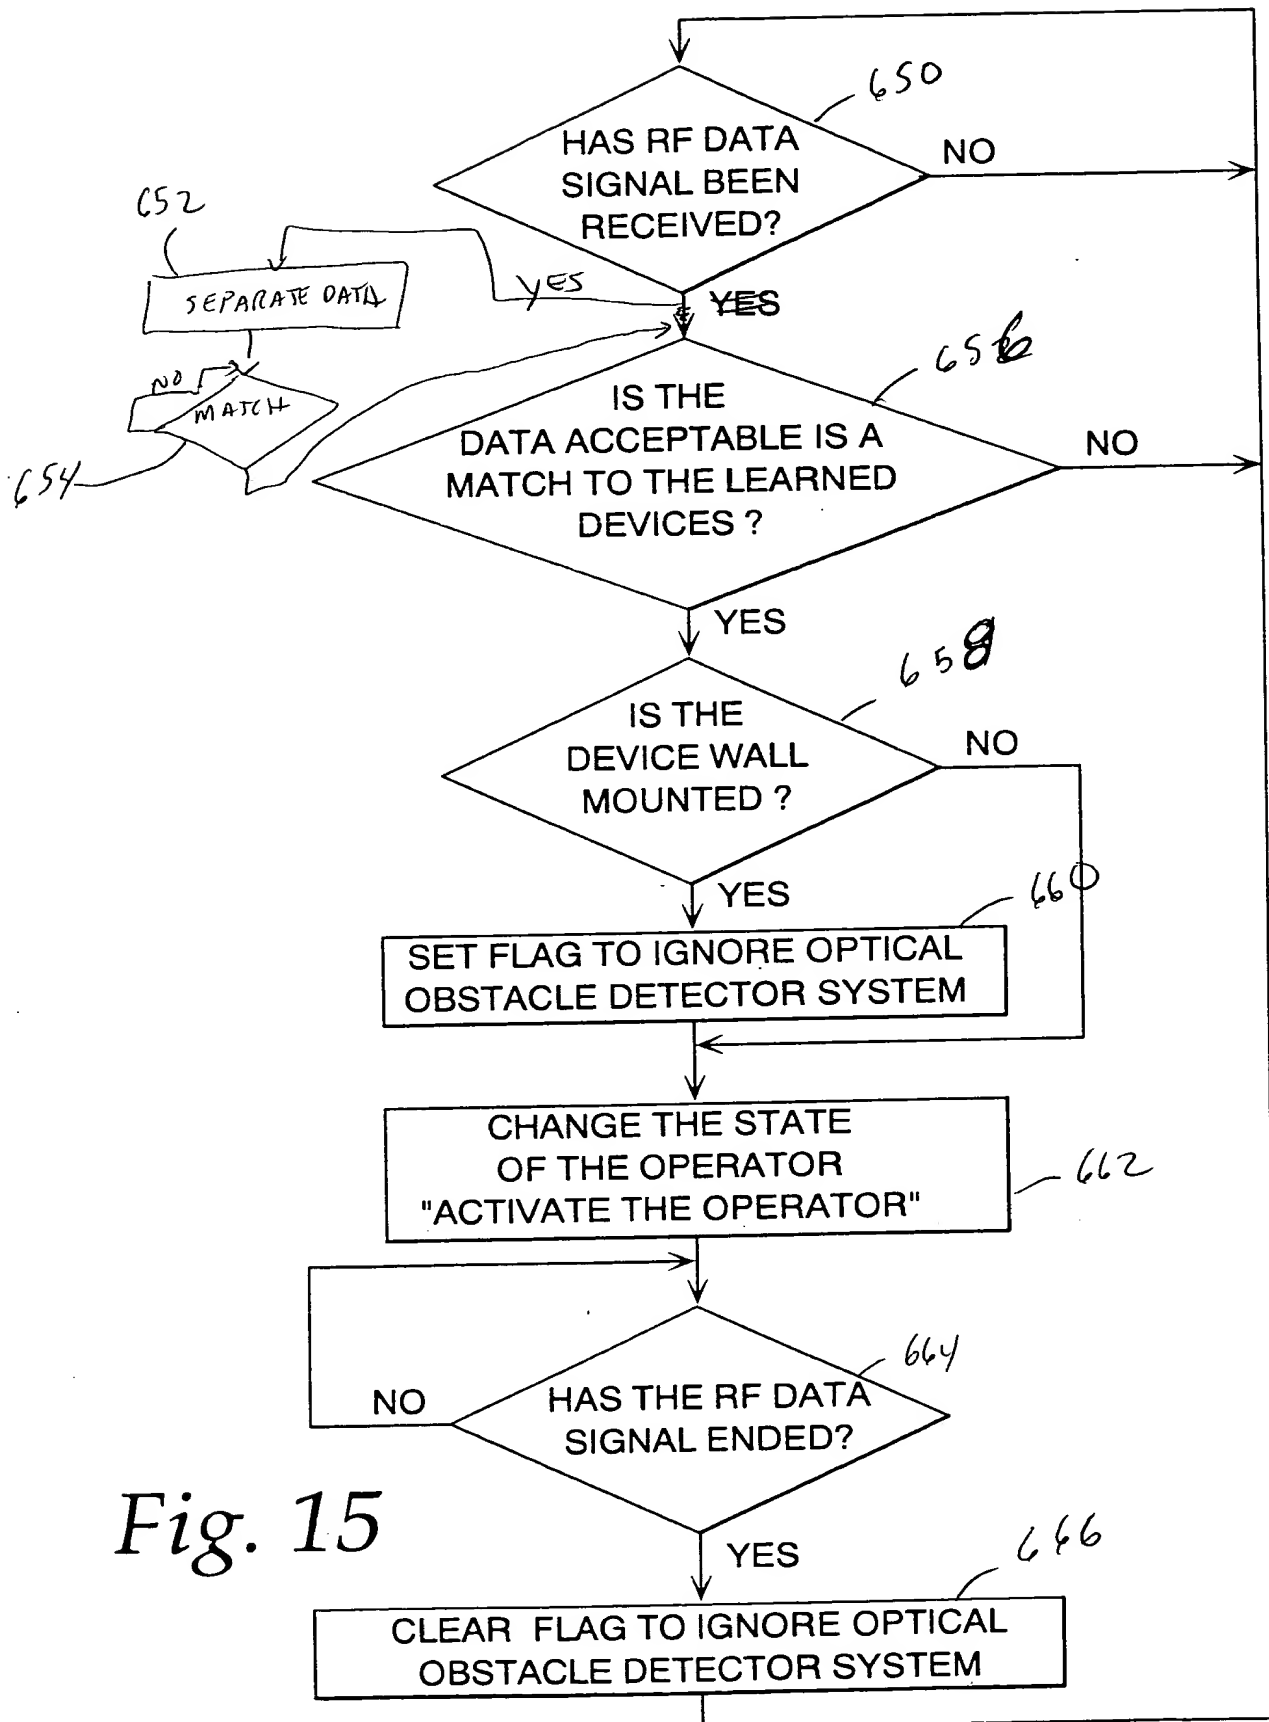 650
HAS RF DATA
SIGNAL BEEN
RECEIVED?
NO
652
SEPARATE DATA
YES
YES
NO
MATCH
654
656
IS THE
DATA ACCEPTABLE IS A
MATCH TO THE LEARNED
DEVICES ?
NO
YES
658
IS THE
DEVICE WALL
MOUNTED ?
NO
YES
660
SET FLAG TO IGNORE OPTICAL
OBSTACLE DETECTOR SYSTEM
CHANGE THE STATE
OF THE OPERATOR
"ACTIVATE THE OPERATOR"
662
664
HAS THE RF DATA
SIGNAL ENDED?
NO
Fig. 15
YES
666
CLEAR FLAG TO IGNORE OPTICAL
OBSTACLE DETECTOR SYSTEM